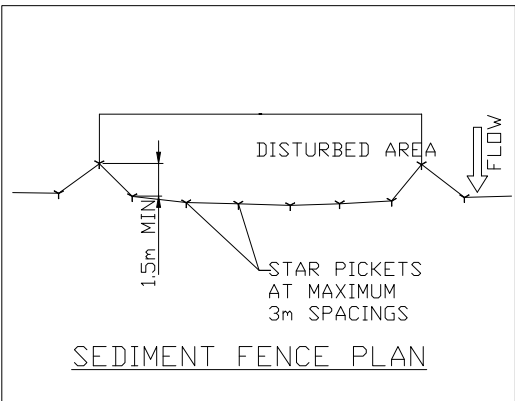 DISTURBED AREA
FLOW
1.5m MIN
STAR PICKETS
AT MAXIMUM
3m SPACINGS
SEDIMENT FENCE PLAN